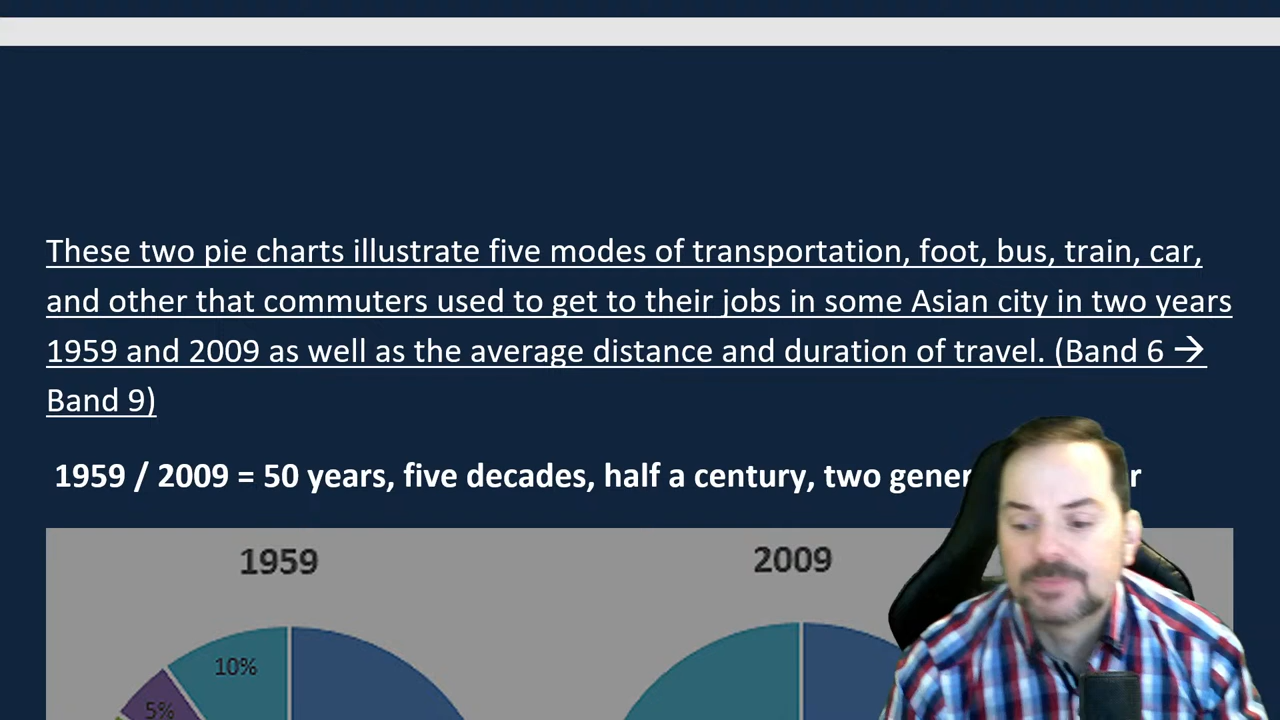 These two pie charts illustrate five modes of transportation, foot, bus, train, car,
and other that commuters used to get to their jobs in some Asian city in two years
1959 and 2009 as well as the average distance and duration of travel. (Band 6 →
Band 9)
1959 / 2009 = 50 years, five decades, half a century, two
1959 2009
10%
5%